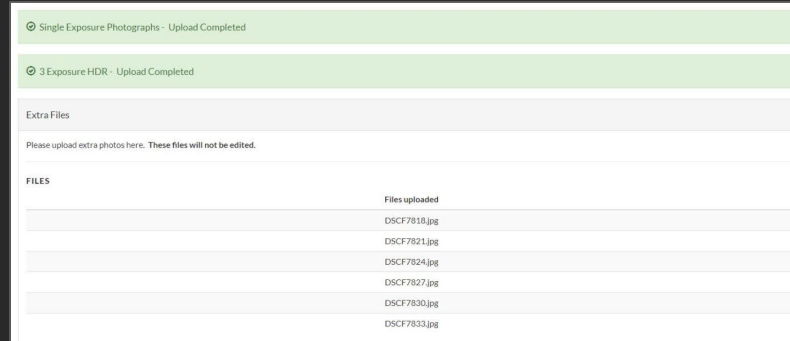 Single Exposure Photographs - Upload Completed
3 Exposure HDR - Upload Completed
Extra Files
Please upload extra photos here. These files will not be edited.
FILES
Files uploaded
DSCF7818.jpg
DSCF7821.jpg
DSCF7824.jpg
DSCF7827.jpg
DSCF7830.jpg
DSCF7833.jpg